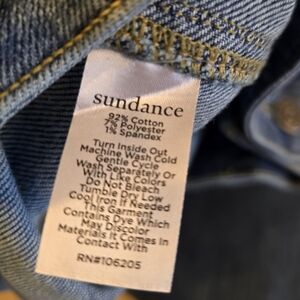 sundance
92% Cotton
7% Polyester
1% Spandex
Turn Inside Out
Machine Wash Cold
Gentle Cycle
Wash Separately Or
With Like Colors
Do Not Bleach
Tumble Dry Low
Cool Iron If Needed
This Garment
Contains Dye Which
May Discolor
Materials It Comes In
Contact With
RN#106205